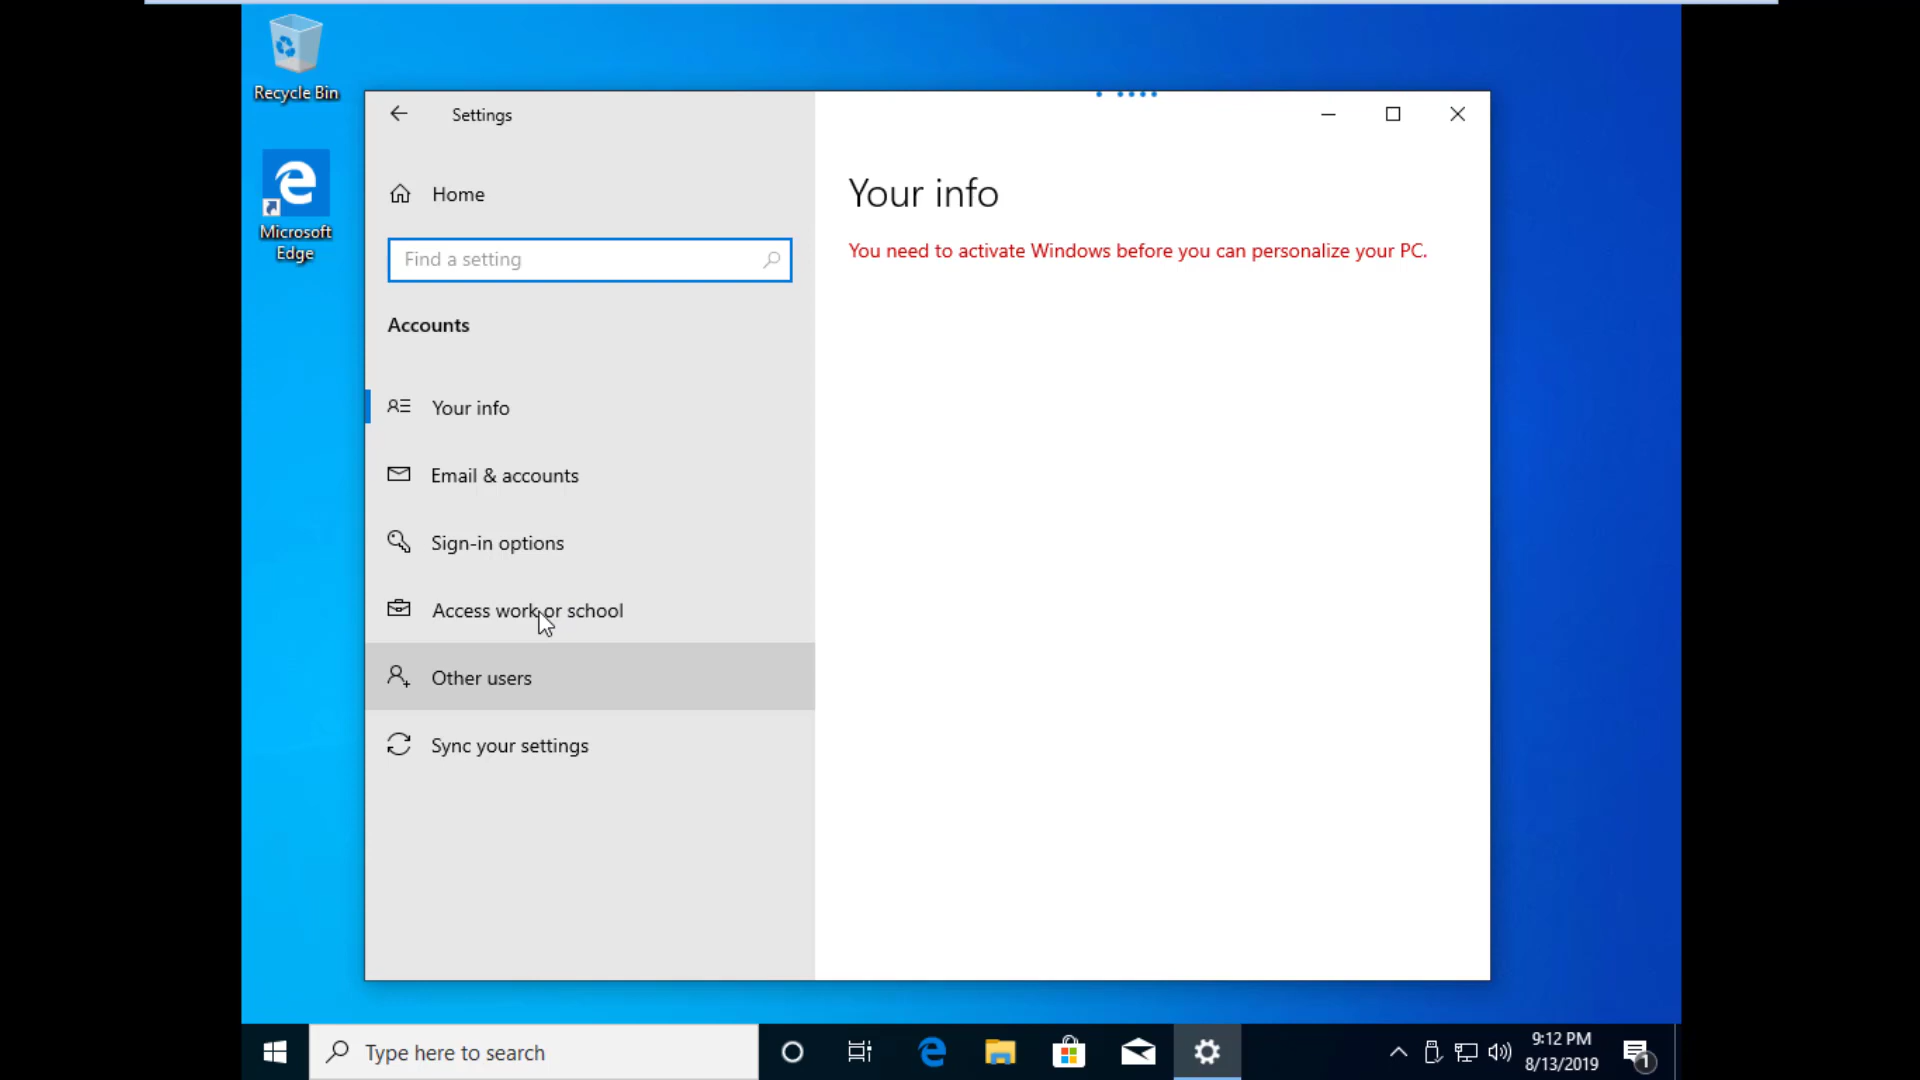 Recycle Bin
Microsoft
Edge
Settings
Home
Find a setting
Accounts
Your info
Email & accounts
Sign-in options
Access work or school
Other users
Sync your settings
Your info
You need to activate Windows before you can personalize your PC.
Type here to search
9:12 PM
8/13/2019
1